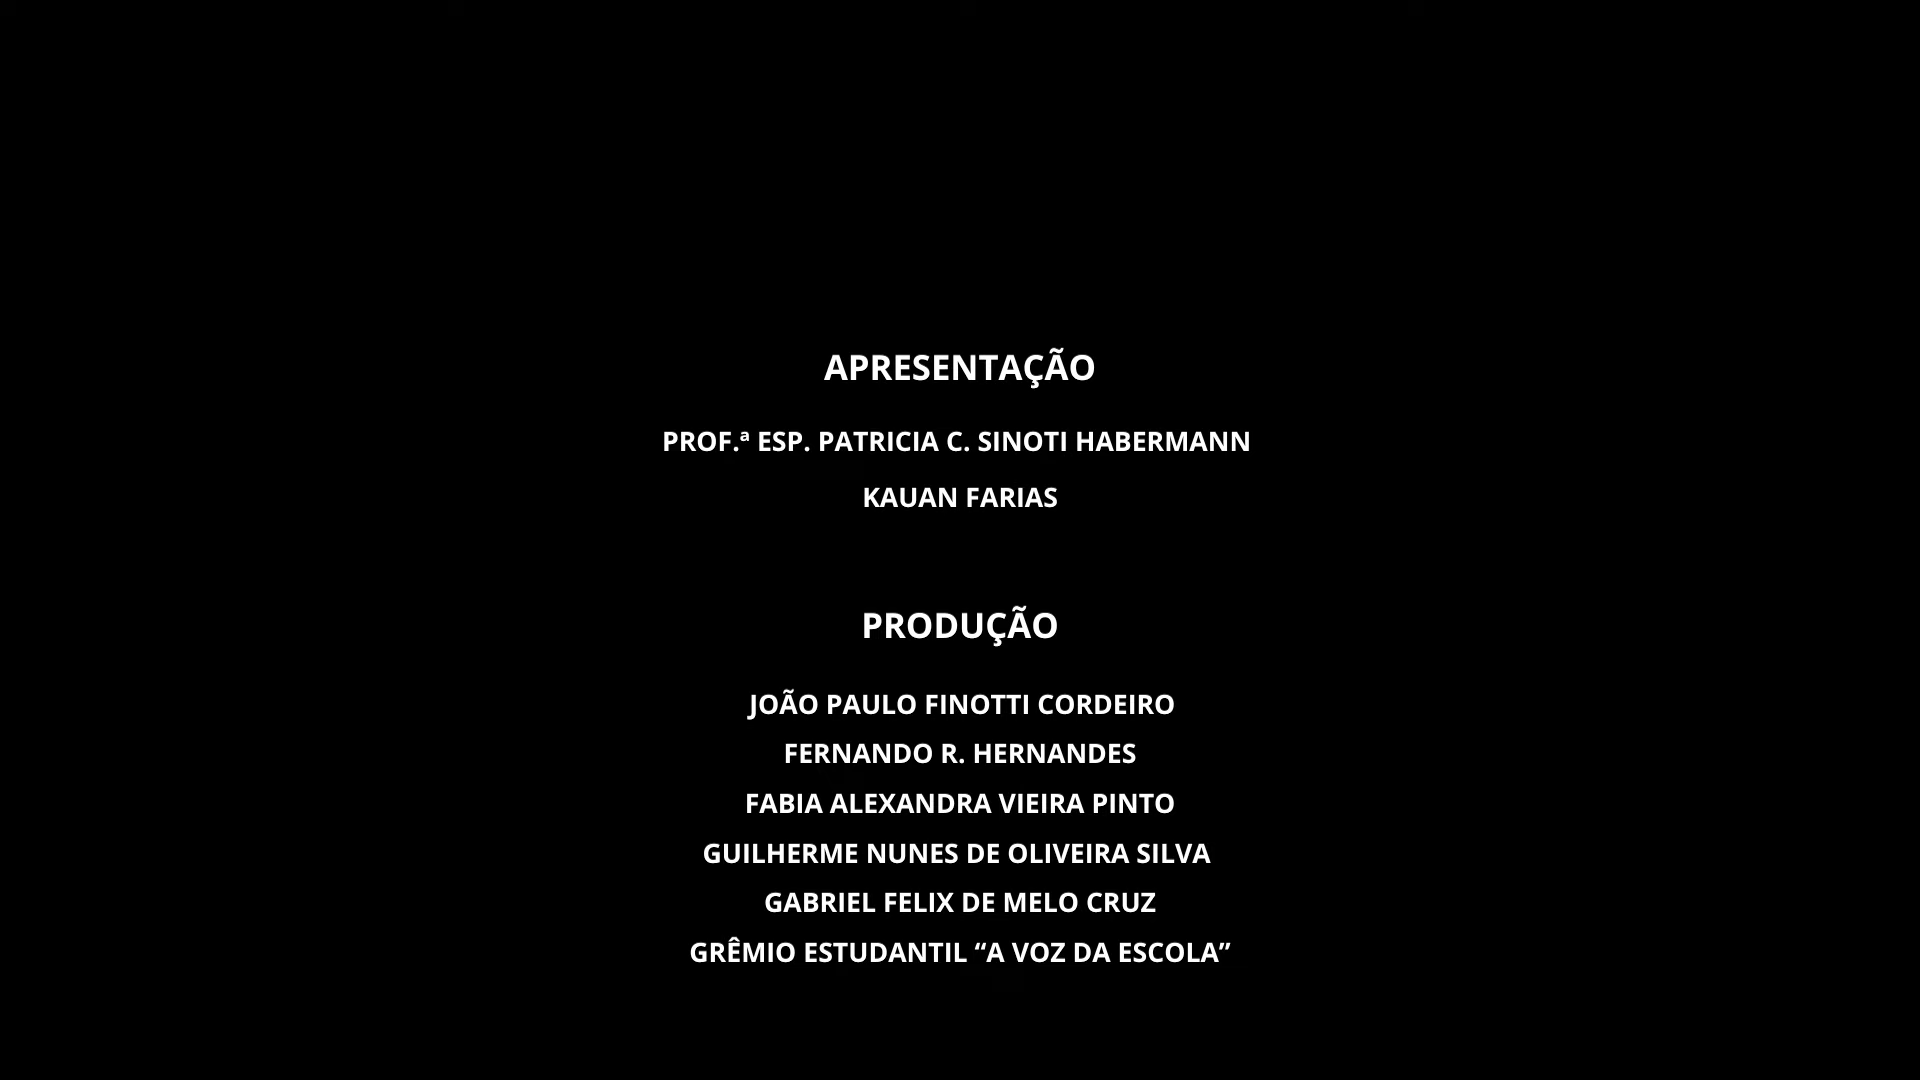 APRESENTAÇÃO
PROF.ª ESP. PATRICIA C. SINOTI HABERMANN
KAUAN FARIAS
PRODUÇÃO
JOÃO PAULO FINOTTI CORDEIRO
FERNANDO R. HERNANDES
FABIA ALEXANDRA VIEIRA PINTO
GUILHERME NUNES DE OLIVEIRA SILVA
GABRIEL FELIX DE MELO CRUZ
GRÊMIO ESTUDANTIL “A VOZ DA ESCOLA”